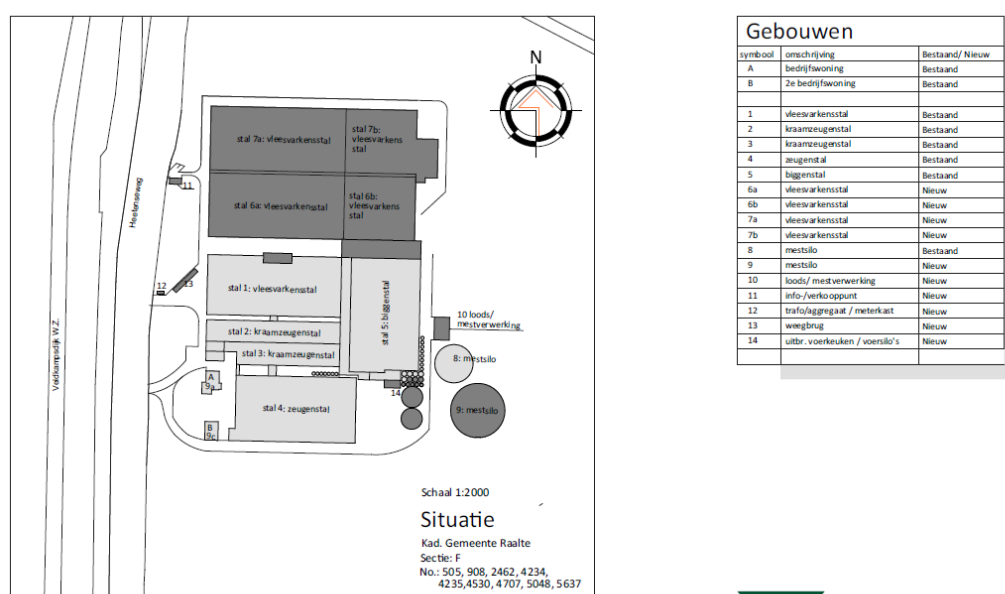 N
stal 7a: vleesvarkensstal
stal 7b:
vleesvarkens
stal
stal 6a: vleesvarkensstal
stal 6b:
vleesvarkens
stal
11
Heetenseweg
12
13
stal 1: vleesvarkensstal
stal 2: kraamzeugenstal
stal 3: kraamzeugenstal
stal 5: biggenstal
10 loods/
mestverwerking
8: mestsilo
A
9a
14
stal 4: zeugenstal
9: mestsilo
B
9c
Veldkampsdijk W.Z.
Schaal 1:2000
Situatie
Kad. Gemeente Raalte
Sectie: F
No.: 505, 908, 2462, 4234,
4235,4530, 4707, 5048, 5637
Gebouwen
symbool omschrijving Bestaand/ Nieuw
A bedrijfswoning Bestaand
B 2e bedrijfswoning Bestaand
1 vleesvarkensstal Bestaand
2 kraamzeugenstal Bestaand
3 kraamzeugenstal Bestaand
4 zeugenstal Bestaand
5 biggenstal Bestaand
6a vleesvarkensstal Nieuw
6b vleesvarkensstal Nieuw
7a vleesvarkensstal Nieuw
7b vleesvarkensstal Nieuw
8 mestsilo Bestaand
9 mestsilo Nieuw
10 loods/ mestverwerking Nieuw
11 info-/verkooppunt Nieuw
12 trafo/aggregaat / meterkast Nieuw
13 weegbrug Nieuw
14 uitbr. voerkeuken / voersilo's Nieuw